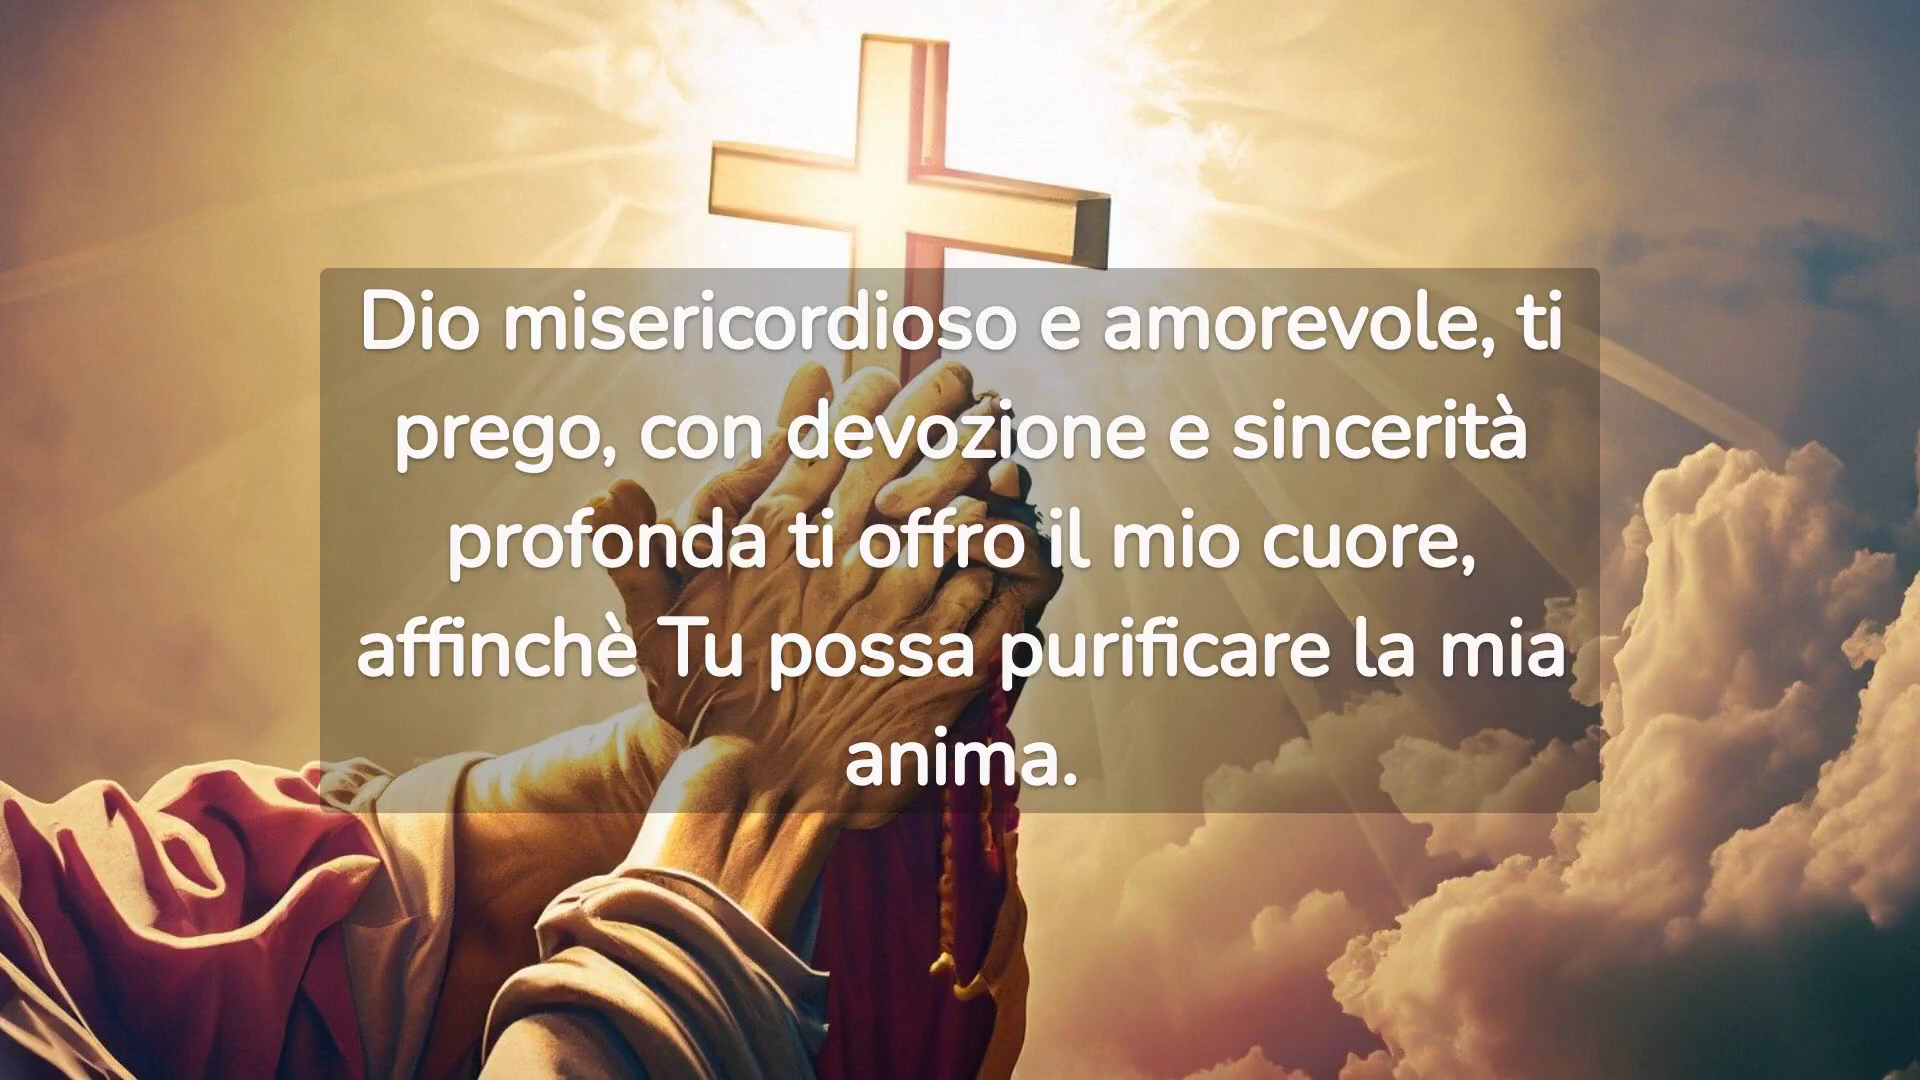 Dio misericordioso e amorevole, ti
prego, con devozione e sincerità
profonda ti offro il mio cuore,
affinchè Tu possa purificare la mia
anima.